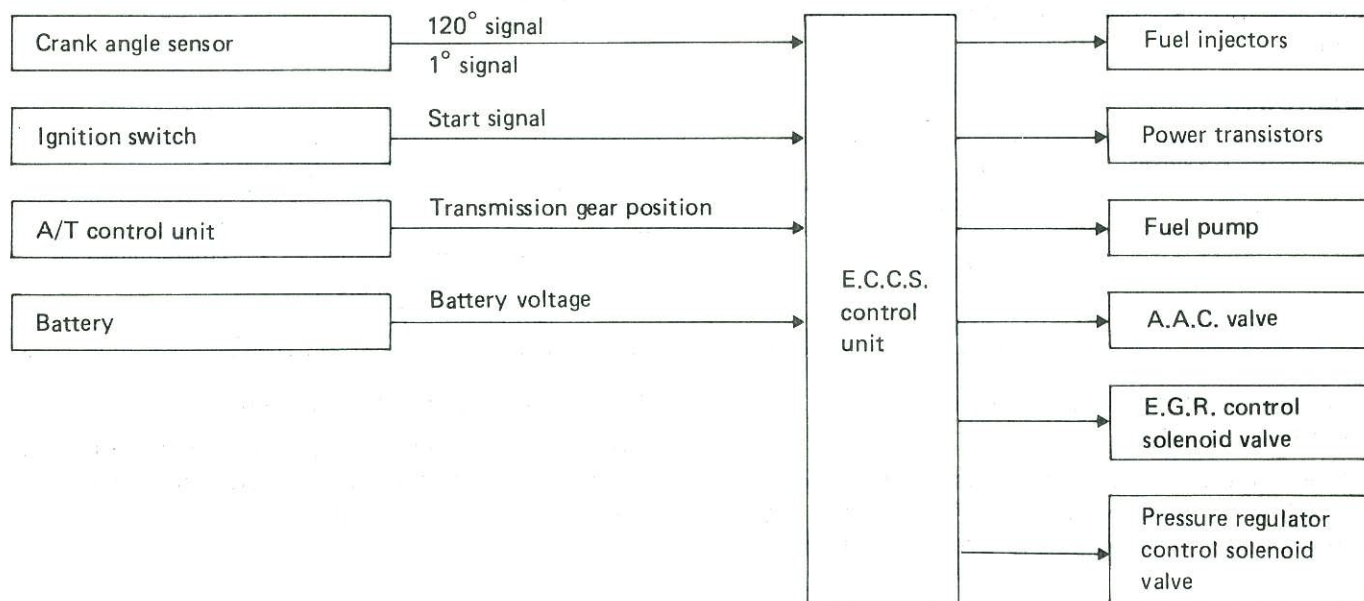 Crank angle sensor
120° signal
1° signal
Ignition switch
Start signal
A/T control unit
Transmission gear position
Battery
Battery voltage
E.C.C.S.
control
unit
Fuel injectors
Power transistors
Fuel pump
A.A.C. valve
E.G.R. control
solenoid valve
Pressure regulator
control solenoid
valve